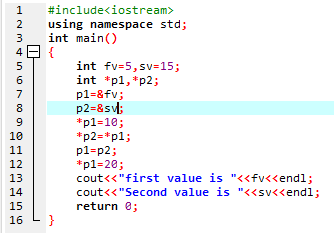 1 #include<iostream>
2 using namespace std;
3 int main()
4 {
5 int fv=5,sv=15;
6 int *p1,*p2;
7 p1=&fv;
8 p2=&sv;
9 *p1=10;
10 *p2=*p1;
11 p1=p2;
12 *p1=20;
13 cout<<"first value is "<<fv<<endl;
14 cout<<"Second value is "<<sv<<endl;
15 return 0;
16 }